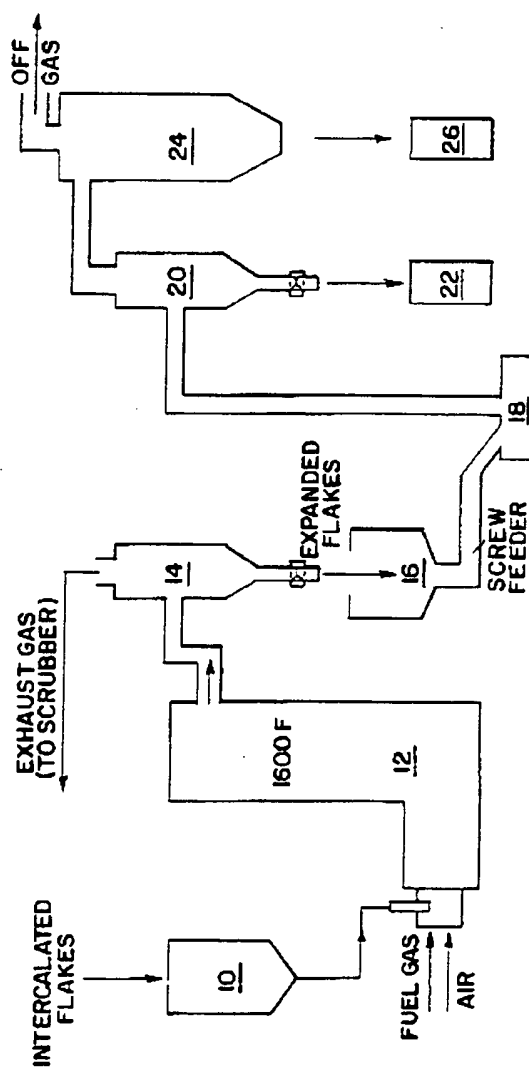 INTERCALATED
FLAKES
10
FUEL GAS
AIR
12
1600 F
EXHAUST GAS
(TO SCRUBBER)
14
EXPANDED
FLAKES
16
SCREW
FEEDER
18
20
22
24
26
OFF
GAS